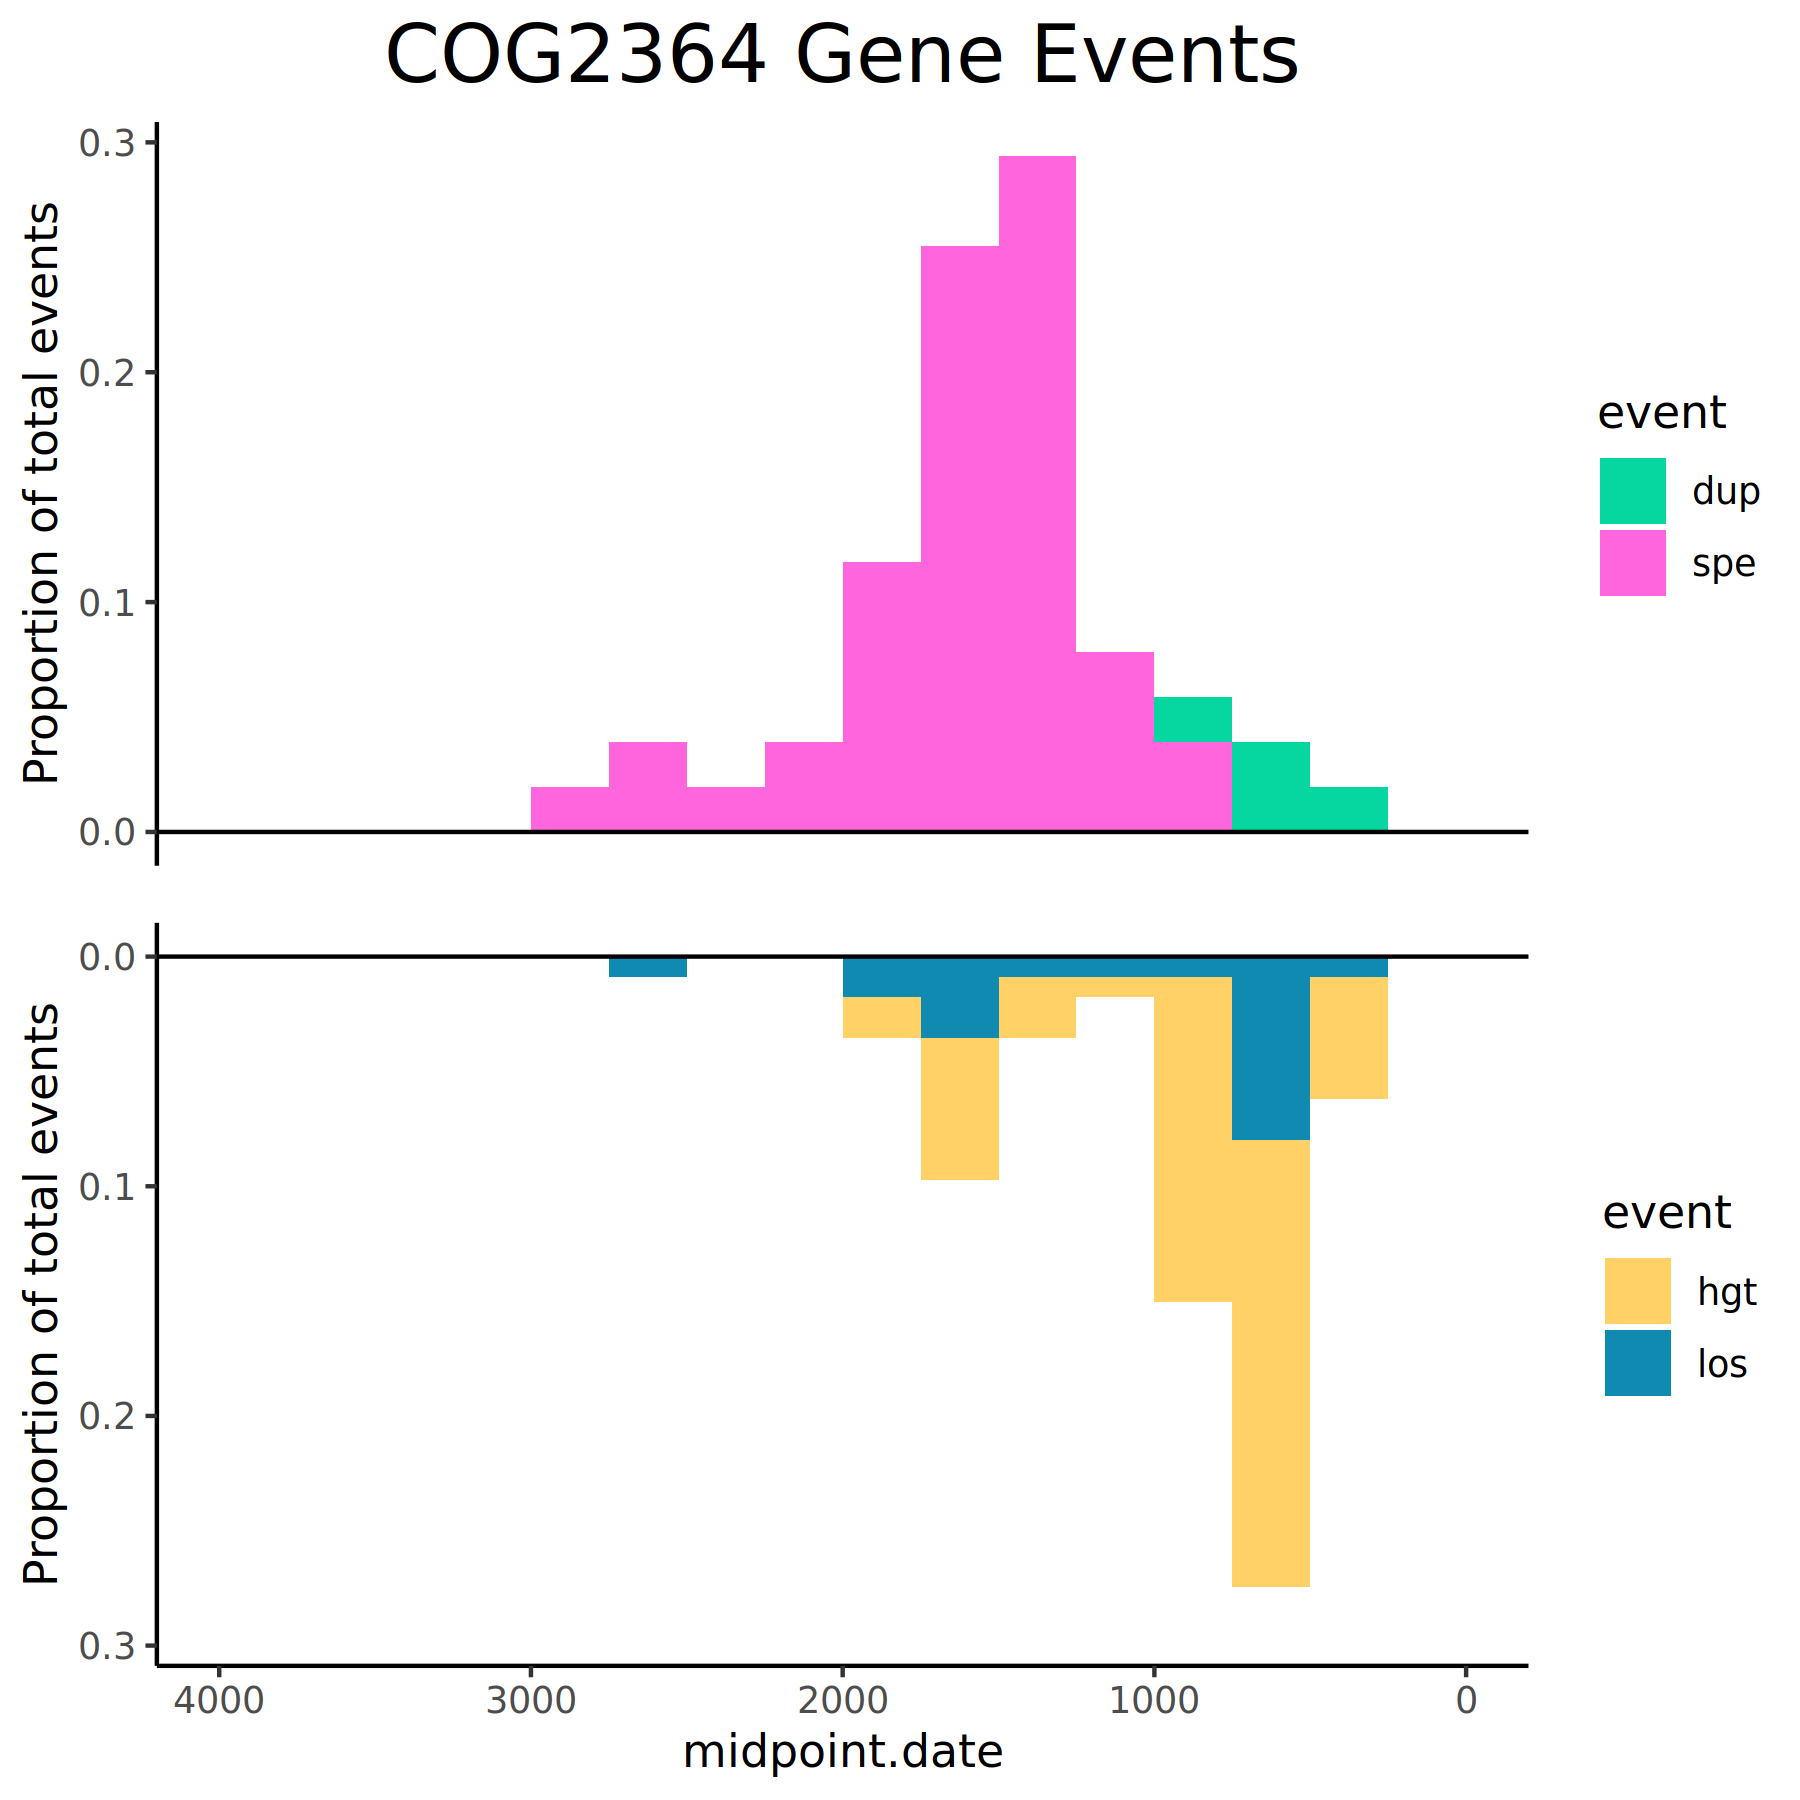 COG2364 Gene Events
Proportion of total events
0.3
0.2
0.1
0.0
event
dup
spe
Proportion of total events
0.0
0.1
0.2
0.3
event
hgt
los
4000 3000 2000 1000 0
midpoint.date